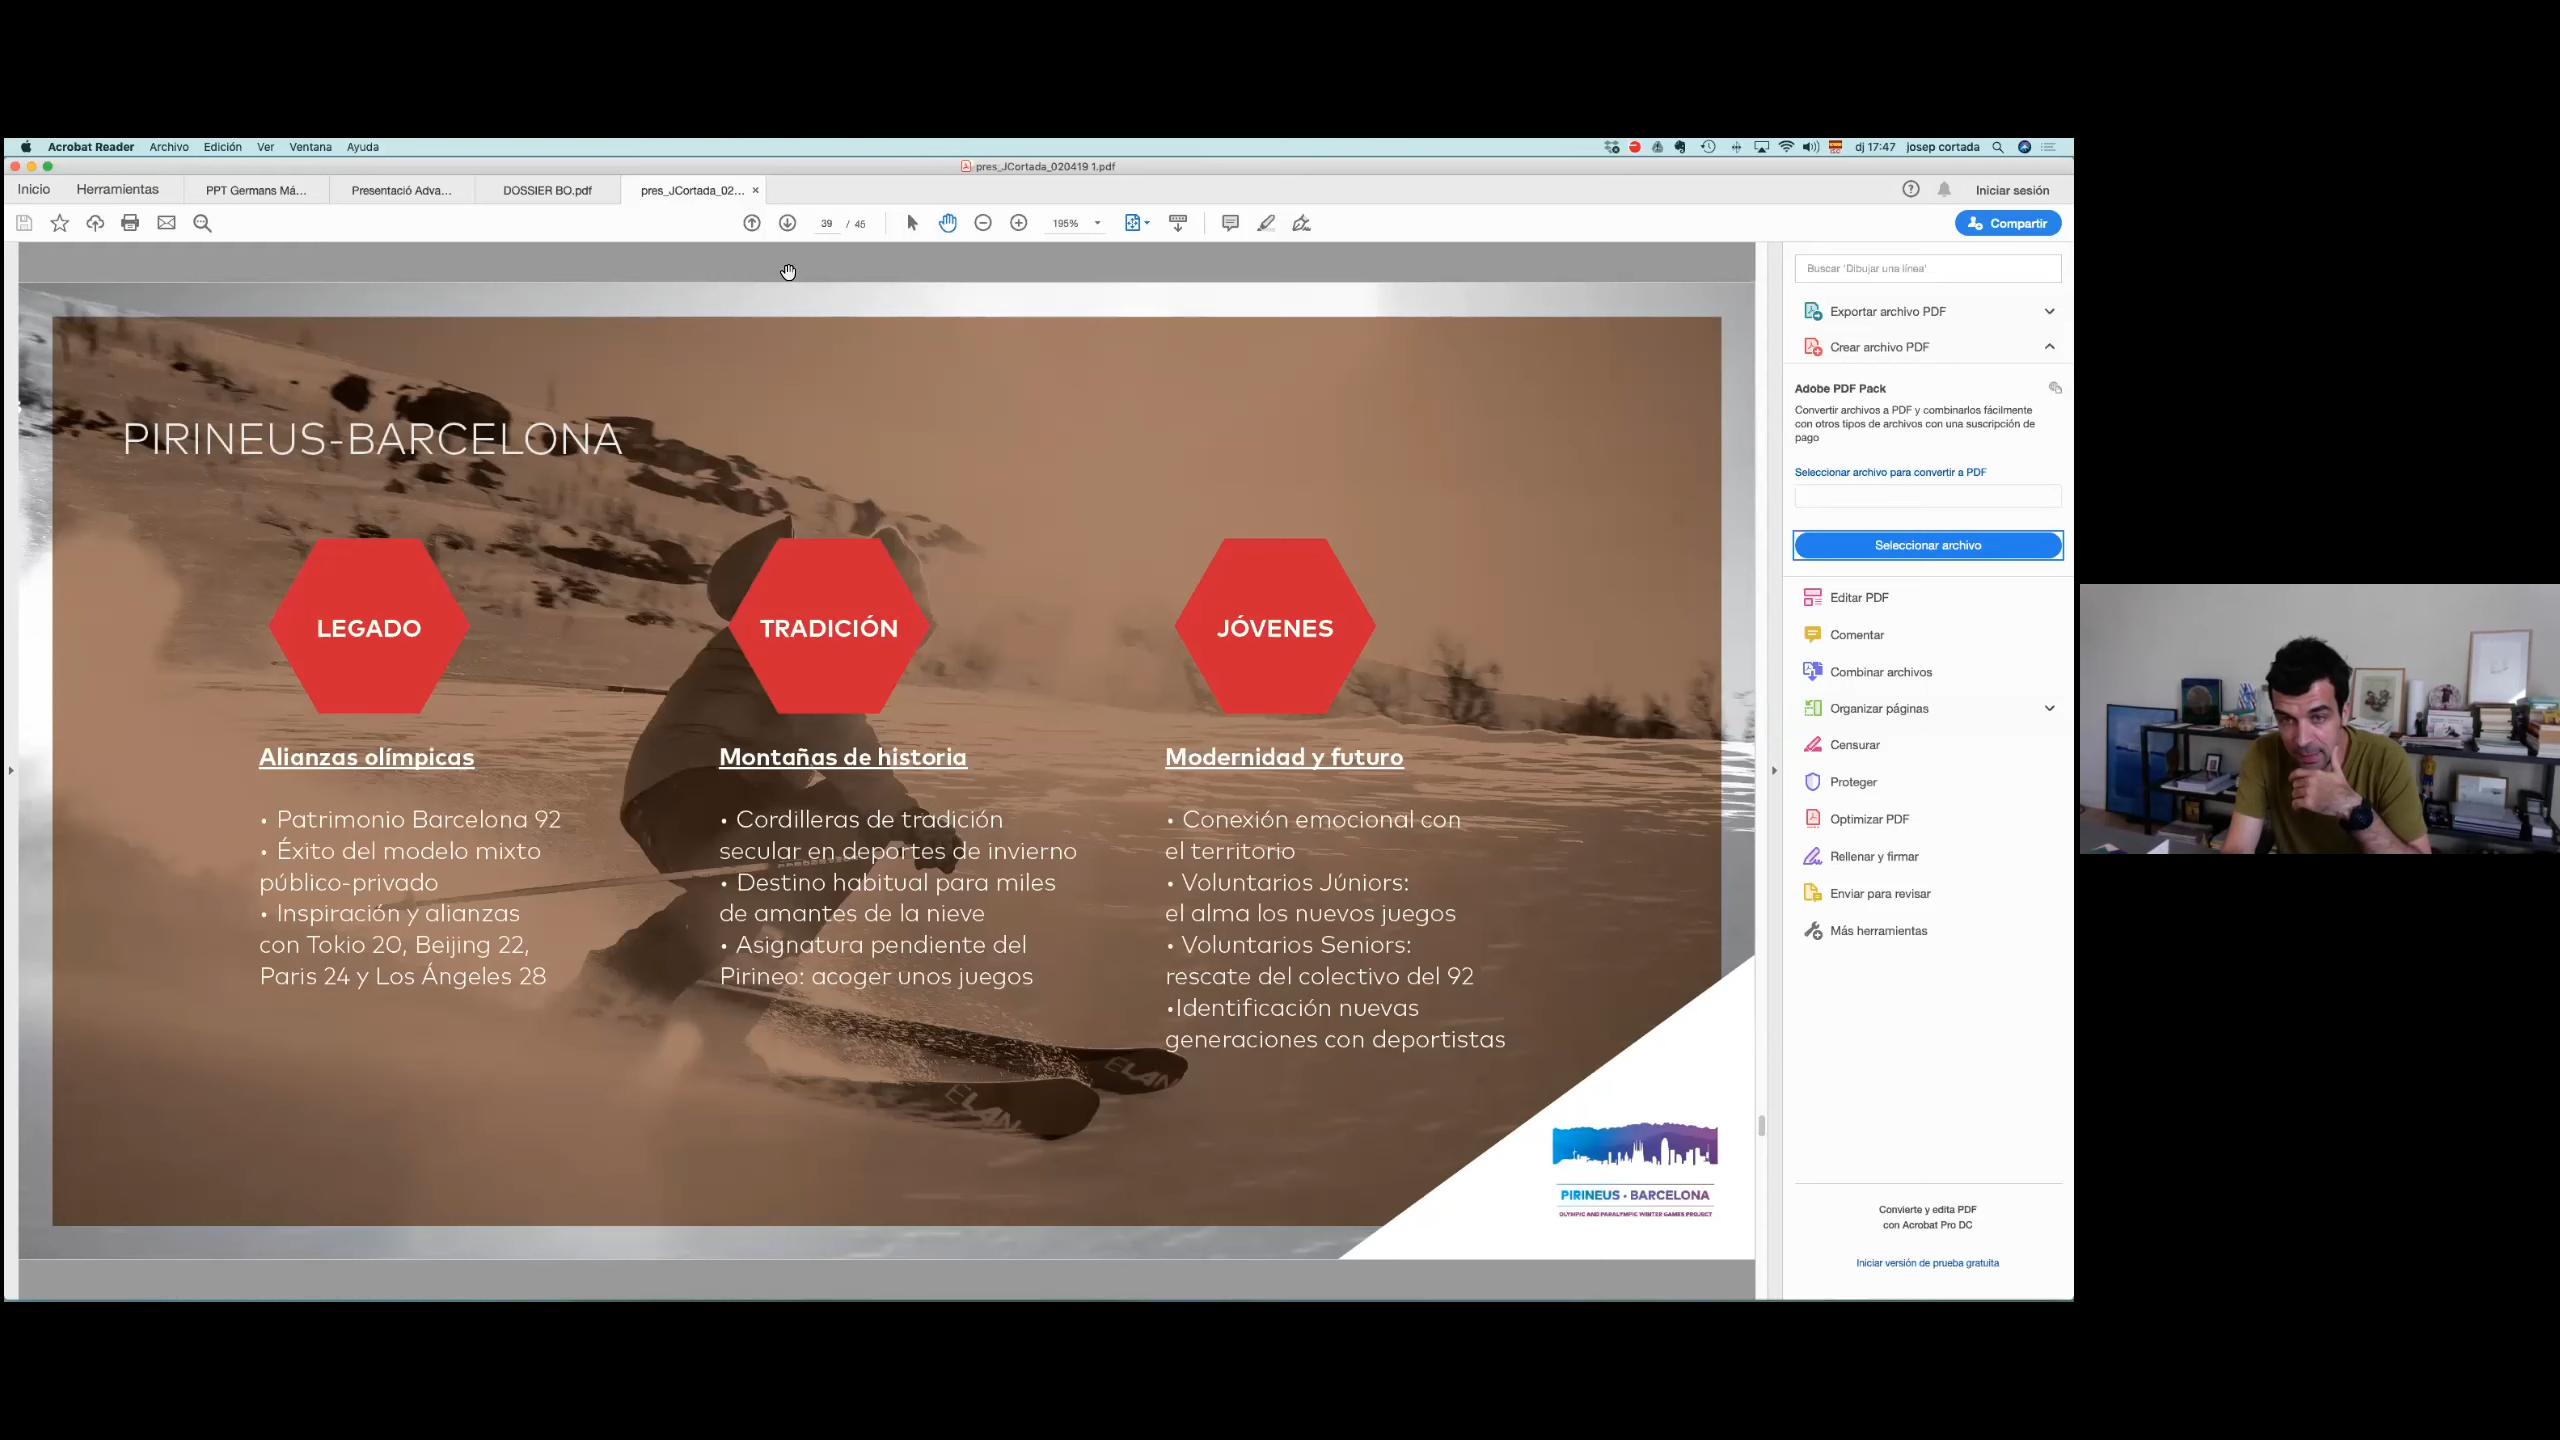 Acrobat Reader Archivo Edición Ver Ventana Ayuda
dj 17:47 josep cortada
pres_JCortada_020419 1.pdf
Inicio Herramientas PPT Germans Má... Presentació Adva... DOSSIER BO.pdf pres_JCortada_02... ×
Iniciar sesión
39 / 45
195%
Compartir
PIRINEUS-BARCELONA
LEGADO
Alianzas olímpicas
• Patrimonio Barcelona 92
• Éxito del modelo mixto
público-privado
• Inspiración y alianzas
con Tokio 20, Beijing 22,
Paris 24 y Los Ángeles 28
TRADICIÓN
Montañas de historia
• Cordilleras de tradición
secular en deportes de invierno
• Destino habitual para miles
de amantes de la nieve
• Asignatura pendiente del
Pirineo: acoger unos juegos
JÓVENES
Modernidad y futuro
• Conexión emocional con
el territorio
• Voluntarios Júniors:
el alma los nuevos juegos
• Voluntarios Seniors:
rescate del colectivo del 92
•Identificación nuevas
generaciones con deportistas
ELAN
ELAN
PIRINEUS · BARCELONA
OLYMPIC AND PARALYMPIC WINTER GAMES PROJECT
Buscar 'Dibujar una línea'
Exportar archivo PDF
Crear archivo PDF
Adobe PDF Pack
Convertir archivos a PDF y combinarlos fácilmente
con otros tipos de archivos con una suscripción de
pago
Seleccionar archivo para convertir a PDF
Seleccionar archivo
Editar PDF
Comentar
Combinar archivos
Organizar páginas
Censurar
Proteger
Optimizar PDF
Rellenar y firmar
Enviar para revisar
Más herramientas
Convierte y edita PDF
con Acrobat Pro DC
Iniciar versión de prueba gratuita